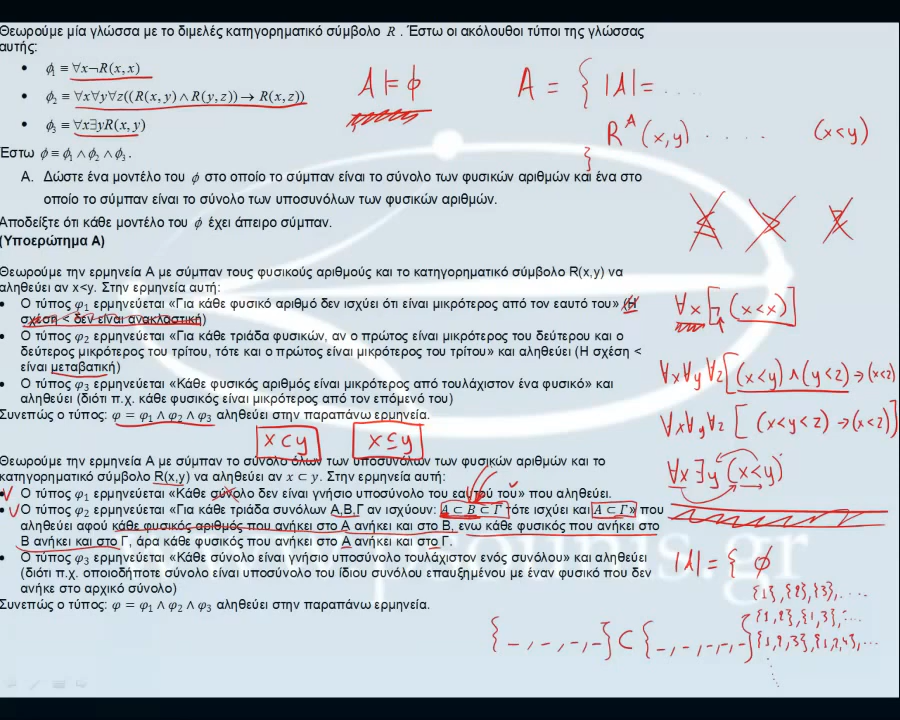 Θεωρούμε μία γλώσσα με το διμελές κατηγορηματικό σύμβολο R . Έστω οι ακόλουθοι τύποι της γλώσσας
αυτής:
• ϕ₁ ≡ ∀x¬R(x,x)
• ϕ₂ ≡ ∀x∀y∀z((R(x,y)∧R(y,z))→R(x,z))
• ϕ₃ ≡ ∀x∃yR(x,y)
Έστω ϕ≡ϕ₁∧ϕ₂∧ϕ₃.
A. Δώστε ένα μοντέλο του ϕ στο οποίο το σύμπαν είναι το σύνολο των φυσικών αριθμών και ένα στο
οποίο το σύμπαν είναι το σύνολο των υποσυνόλων των φυσικών αριθμών.
Αποδείξτε ότι κάθε μοντέλο του ϕ έχει άπειρο σύμπαν.
(Υποερώτημα Α)
Θεωρούμε την ερμηνεία Α με σύμπαν τους φυσικούς αριθμούς και το κατηγορηματικό σύμβολο R(x,y) να
αληθεύει αν x<y. Στην ερμηνεία αυτή:
• Ο τύπος φ₁ ερμηνεύεται «Για κάθε φυσικό αριθμό δεν ισχύει ότι είναι μικρότερος από τον εαυτό του» (Η
σχέση < δεν είναι ανακλαστική)
• Ο τύπος φ₂ ερμηνεύεται «Για κάθε τριάδα φυσικών, αν ο πρώτος είναι μικρότερος του δεύτερου και ο
δεύτερος μικρότερος του τρίτου, τότε και ο πρώτος είναι μικρότερος του τρίτου» και αληθεύει (Η σχέση <
είναι μεταβατική)
• Ο τύπος φ₃ ερμηνεύεται «Κάθε φυσικός αριθμός είναι μικρότερος από τουλάχιστον ένα φυσικό» και
αληθεύει (διότι π.χ. κάθε φυσικός είναι μικρότερος από τον επόμενό του)
Συνεπώς ο τύπος: φ = φ₁ ∧ φ₂ ∧ φ₃ αληθεύει στην παραπάνω ερμηνεία.
x⊂y x⊆y
Θεωρούμε την ερμηνεία Α με σύμπαν το σύνολο όλων των υποσυνόλων των φυσικών αριθμών και το
κατηγορηματικό σύμβολο R(x,y) να αληθεύει αν x ⊂ y. Στην ερμηνεία αυτή:
• Ο τύπος φ₁ ερμηνεύεται «Κάθε σύνολο δεν είναι γνήσιο υποσύνολο του εαυτού του» που αληθεύει.
• Ο τύπος φ₂ ερμηνεύεται «Για κάθε τριάδα συνόλων Α,Β,Γ αν ισχύουν: A ⊂ B ⊂ Γ τότε ισχύει και A ⊂ Γ» που
αληθεύει αφού κάθε φυσικός αριθμός που ανήκει στο Α ανήκει και στο Β, ενω κάθε φυσικός που ανήκει στο
Β ανήκει και στο Γ, άρα κάθε φυσικός που ανήκει στο Α ανήκει και στο Γ.
• Ο τύπος φ₃ ερμηνεύεται «Κάθε σύνολο είναι γνήσιο υποσύνολο τουλάχιστον ενός συνόλου» και αληθεύει
(διότι π.χ. οποιοδήποτε σύνολο είναι υποσύνολο του ίδιου συνόλου επαυξημένου με έναν φυσικό που δεν
ανήκε στο αρχικό σύνολο)
Συνεπώς ο τύπος: φ = φ₁ ∧ φ₂ ∧ φ₃ αληθεύει στην παραπάνω ερμηνεία.
A ⊨ ϕ
A = { |A| = ....
R^A (x,y) ..... (x<y)
}
∀x [¬(x<x)]
∀x∀y∀z [(x<y)∧(y<z)→(x<z)
∀x∀y∀z [ (x<y<z)→(x<z)]
∀x ∃y (x<y)
|A| = { ϕ
{1},{2},{3},...
{1,2},{1,3},...
{1,2,3},{1,2,4},...
{_,_,_,_}⊂{_,_,_,_,_}